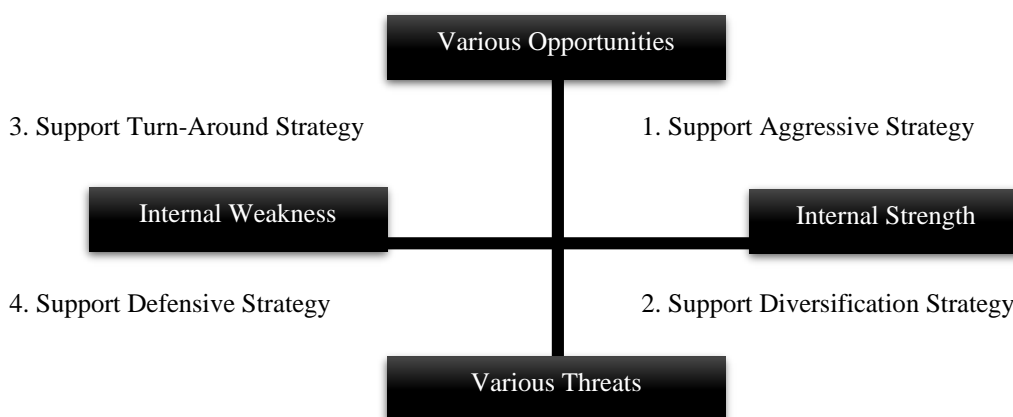 Various Opportunities
3. Support Turn-Around Strategy
1. Support Aggressive Strategy
Internal Weakness
Internal Strength
4. Support Defensive Strategy
2. Support Diversification Strategy
Various Threats